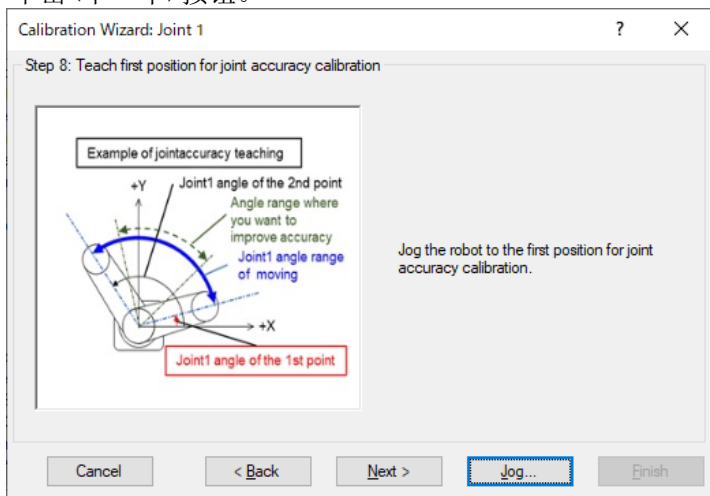 按钮。
Calibration Wizard: Joint 1
Step 8: Teach first position for joint accuracy calibration
Example of jointaccuracy teaching
+Y
Joint1 angle of the 2nd point
Angle range where
you want to
improve accuracy
Joint1 angle range
of moving
+X
Joint1 angle of the 1st point
Jog the robot to the first position for joint
accuracy calibration.
Cancel
< Back
Next >
Jog...
Finish